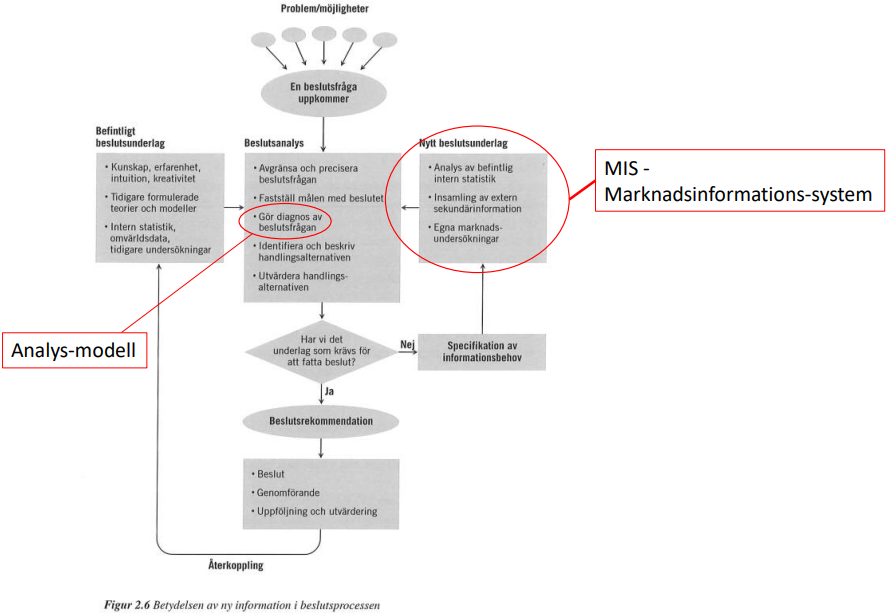 Problem/möjligheter
En beslutsfråga
uppkommer
Befintligt
beslutsunderlag
• Kunskap, erfarenhet,
intuition, kreativitet
• Tidigare formulerade
teorier och modeller
• Intern statistik,
omvärldsdata,
tidigare undersökningar
Beslutsanalys
• Avgränsa och precisera
beslutsfrågan
• Fastställ målen med beslutet
• Gör diagnos av
beslutsfrågan
• Identifiera och beskriv
handlingsalternativen
• Utvärdera handlings-
alternativen
Nytt beslutsunderlag
• Analys av befintlig
intern statistik
• Insamling av extern
sekundärinformation
• Egna marknads-
undersökningar
MIS -
Marknadsinformations-system
Analys-modell
Har vi det
underlag som krävs för
att fatta beslut?
Nej
Specifikation av
informationsbehov
Ja
Beslutsrekommendation
• Beslut
• Genomförande
• Uppföljning och utvärdering
Återkoppling
Figur 2.6 Betydelsen av ny information i beslutsprocessen